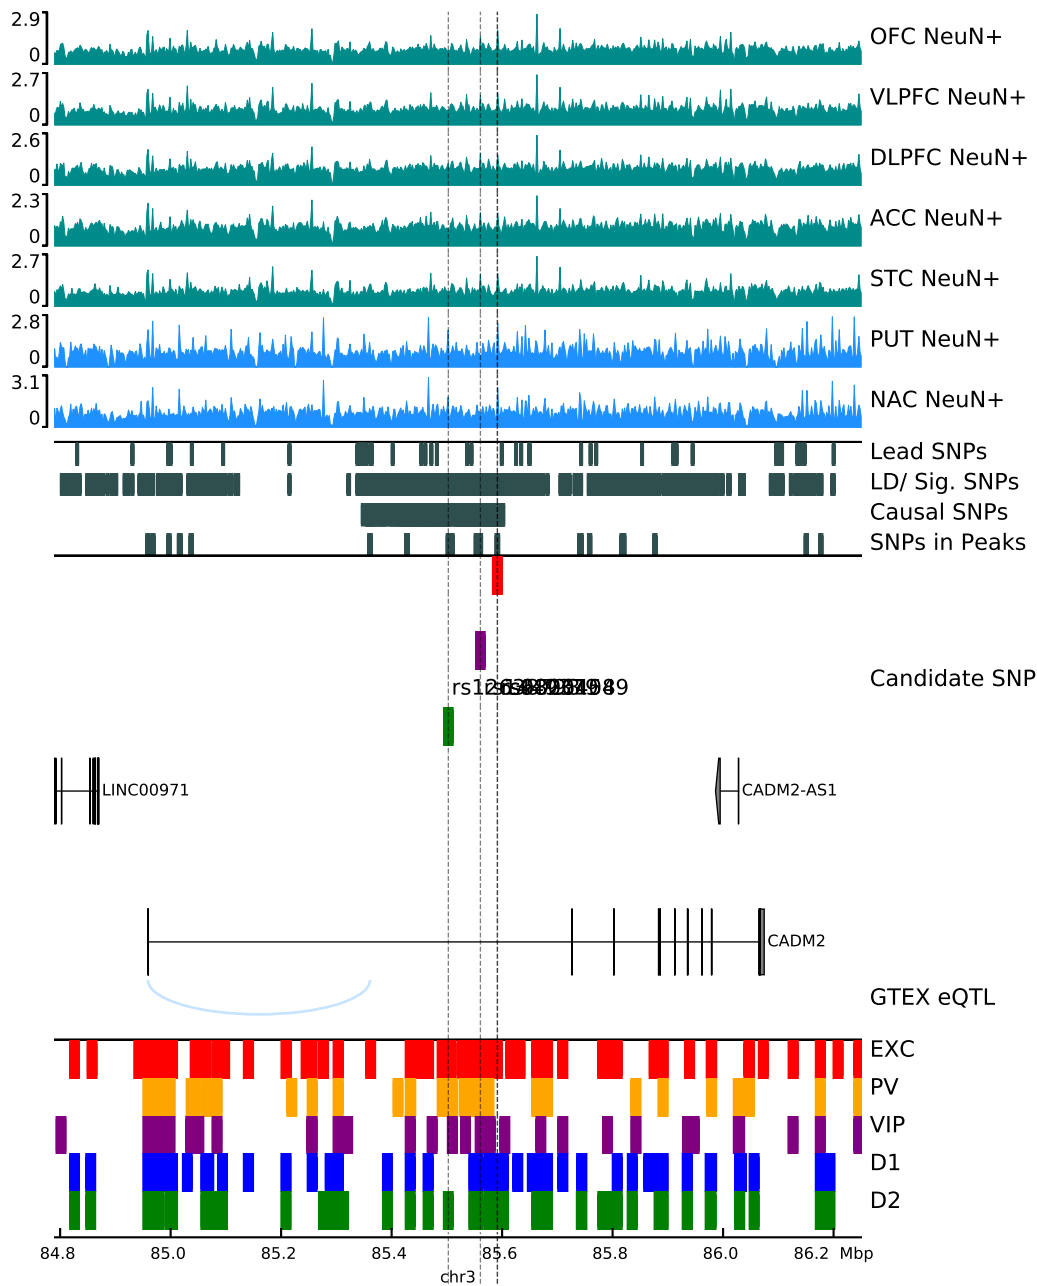 2.9
0
OFC NeuN+
2.7
0
VLPFC NeuN+
2.6
0
DLPFC NeuN+
2.3
0
ACC NeuN+
2.7
0
STC NeuN+
2.8
0
PUT NeuN+
3.1
0
NAC NeuN+
Lead SNPs
LD/ Sig. SNPs
Causal SNPs
SNPs in Peaks
Candidate SNP
LINC00971
CADM2-AS1
CADM2
GTEX eQTL
EXC
PV
VIP
D1
D2
84.8 85.0 85.2 85.4 85.6 85.8 86.0 86.2 Mbp
chr3